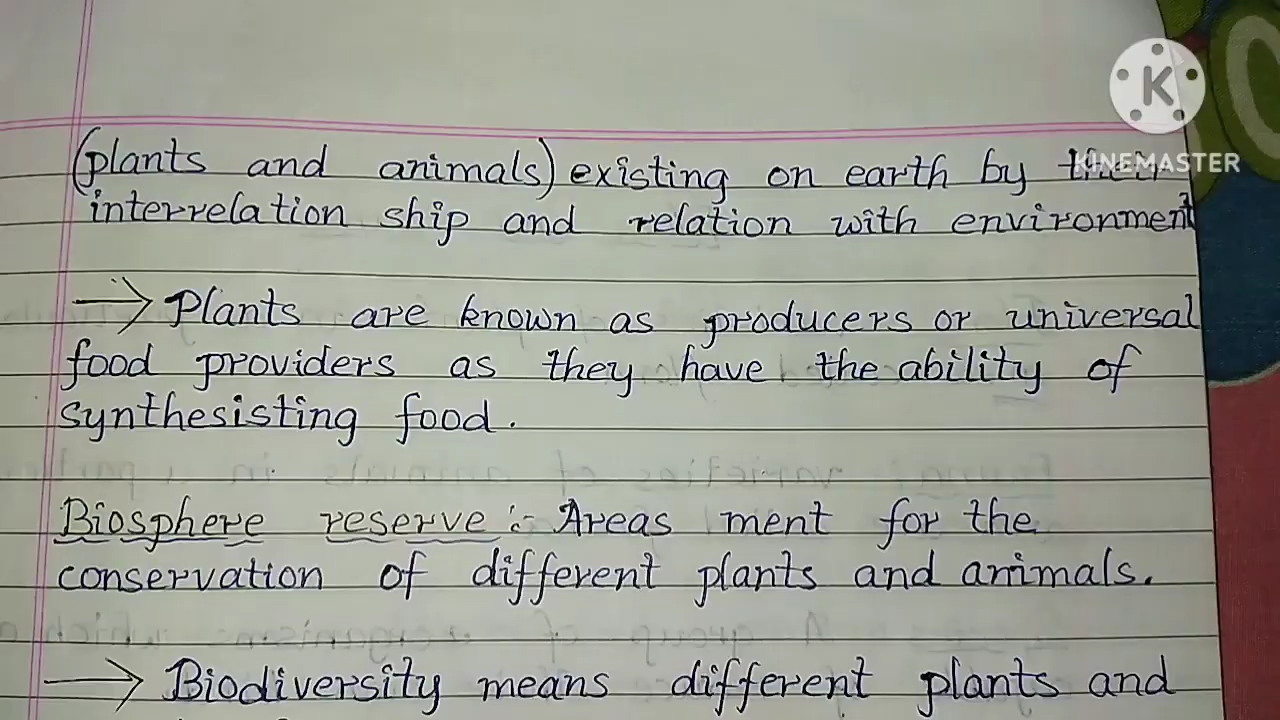 (plants and animals) existing on earth by their
interrelation ship and relation with environment
→ Plants are known as producers or universal
food providers as they have the ability of
synthesisting food.
Biosphere reserve :- Areas ment for the
conservation of different plants and animals.
→ Biodiversity means different plants and
K
KINEMASTER